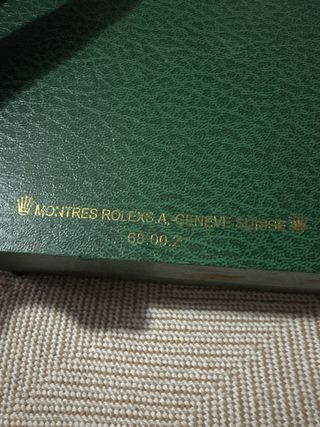 MONTRES ROLEX S.A. GENEVE SUISSE
68.00.2